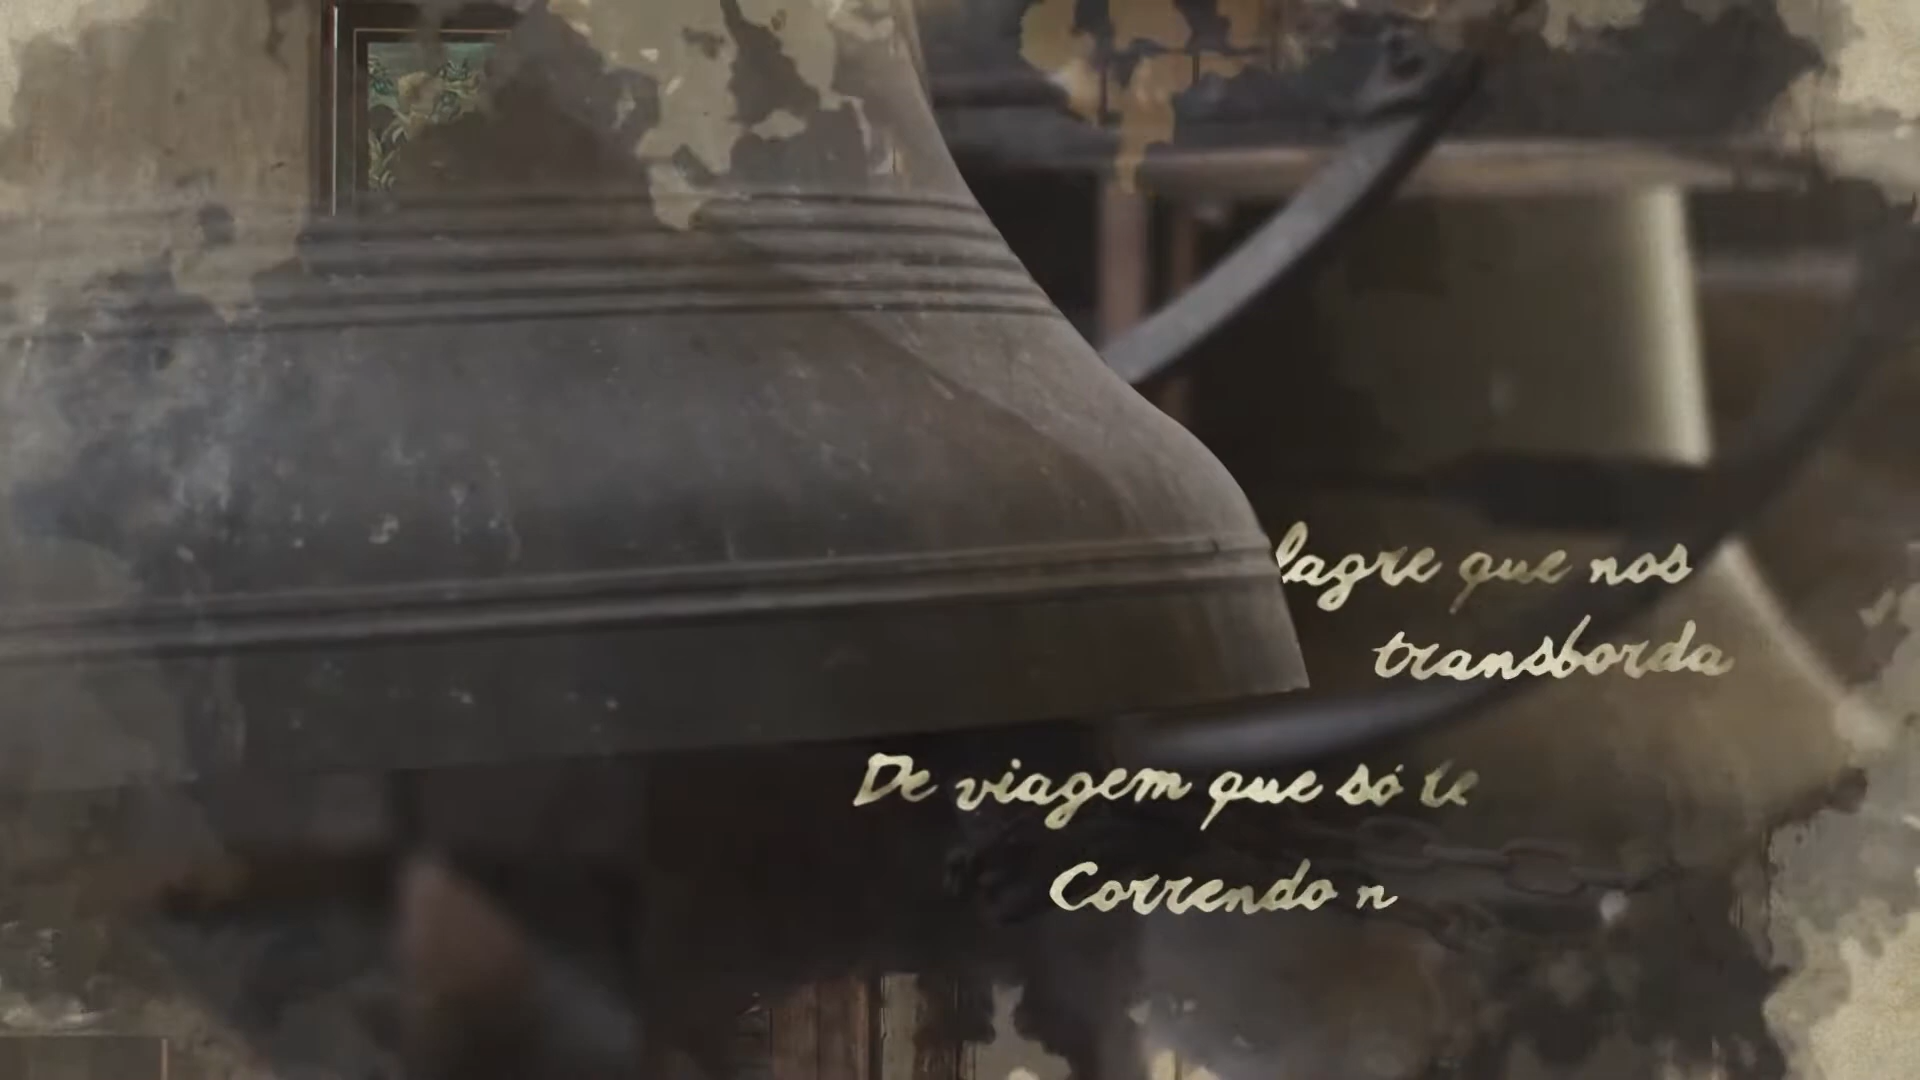 lagre que nos
transborda
De viagem que só te
Correndo n